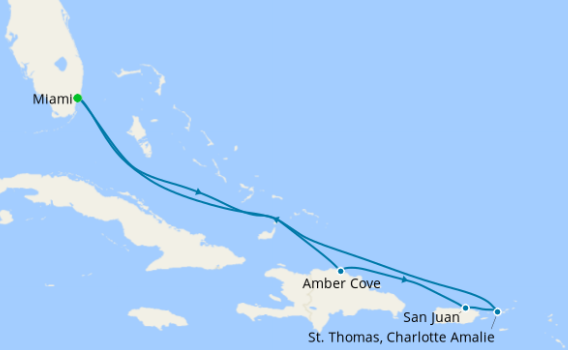 Miami
Amber Cove
San Juan
St. Thomas, Charlotte Amalie